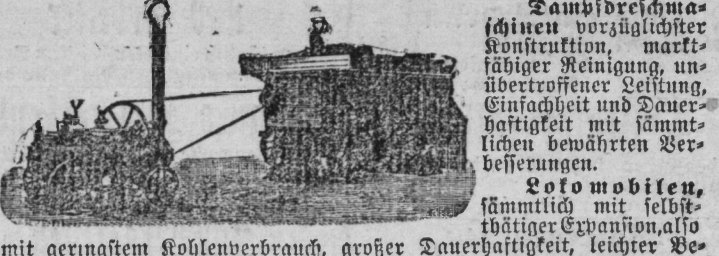 Dampfdreschma-
schinen vorzüglichster
Konstruktion, markt-
fähiger Reinigung, un-
übertroffener Leistung,
Einfachheit und Dauer-
haftigkeit mit sämmt-
lichen bewährten Ver-
besserungen.
Lokomobilen,
sämmtlich mit selbst-
thätiger Expansion, also
mit geringstem Kohlenverbrauch, großer Dauerhaftigkeit, leichter Be-